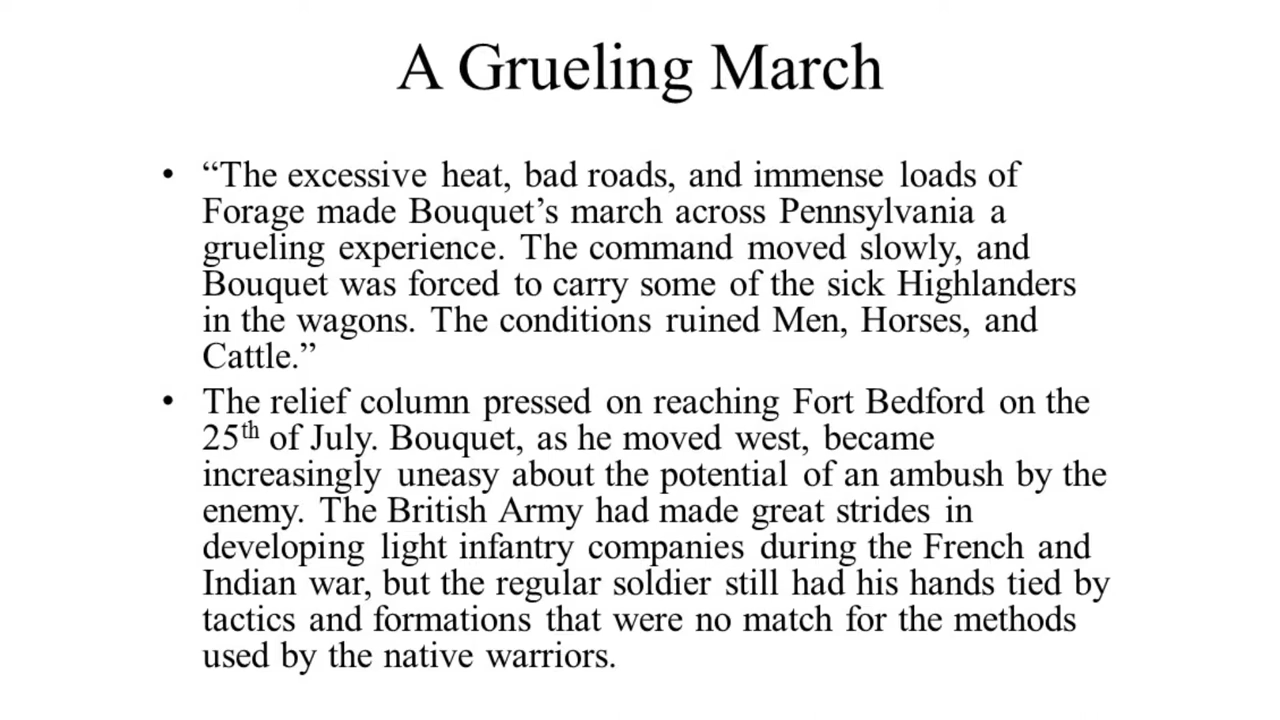 A Grueling March
• “The excessive heat, bad roads, and immense loads of
Forage made Bouquet’s march across Pennsylvania a
grueling experience. The command moved slowly, and
Bouquet was forced to carry some of the sick Highlanders
in the wagons. The conditions ruined Men, Horses, and
Cattle.”
• The relief column pressed on reaching Fort Bedford on the
25th of July. Bouquet, as he moved west, became
increasingly uneasy about the potential of an ambush by the
enemy. The British Army had made great strides in
developing light infantry companies during the French and
Indian war, but the regular soldier still had his hands tied by
tactics and formations that were no match for the methods
used by the native warriors.